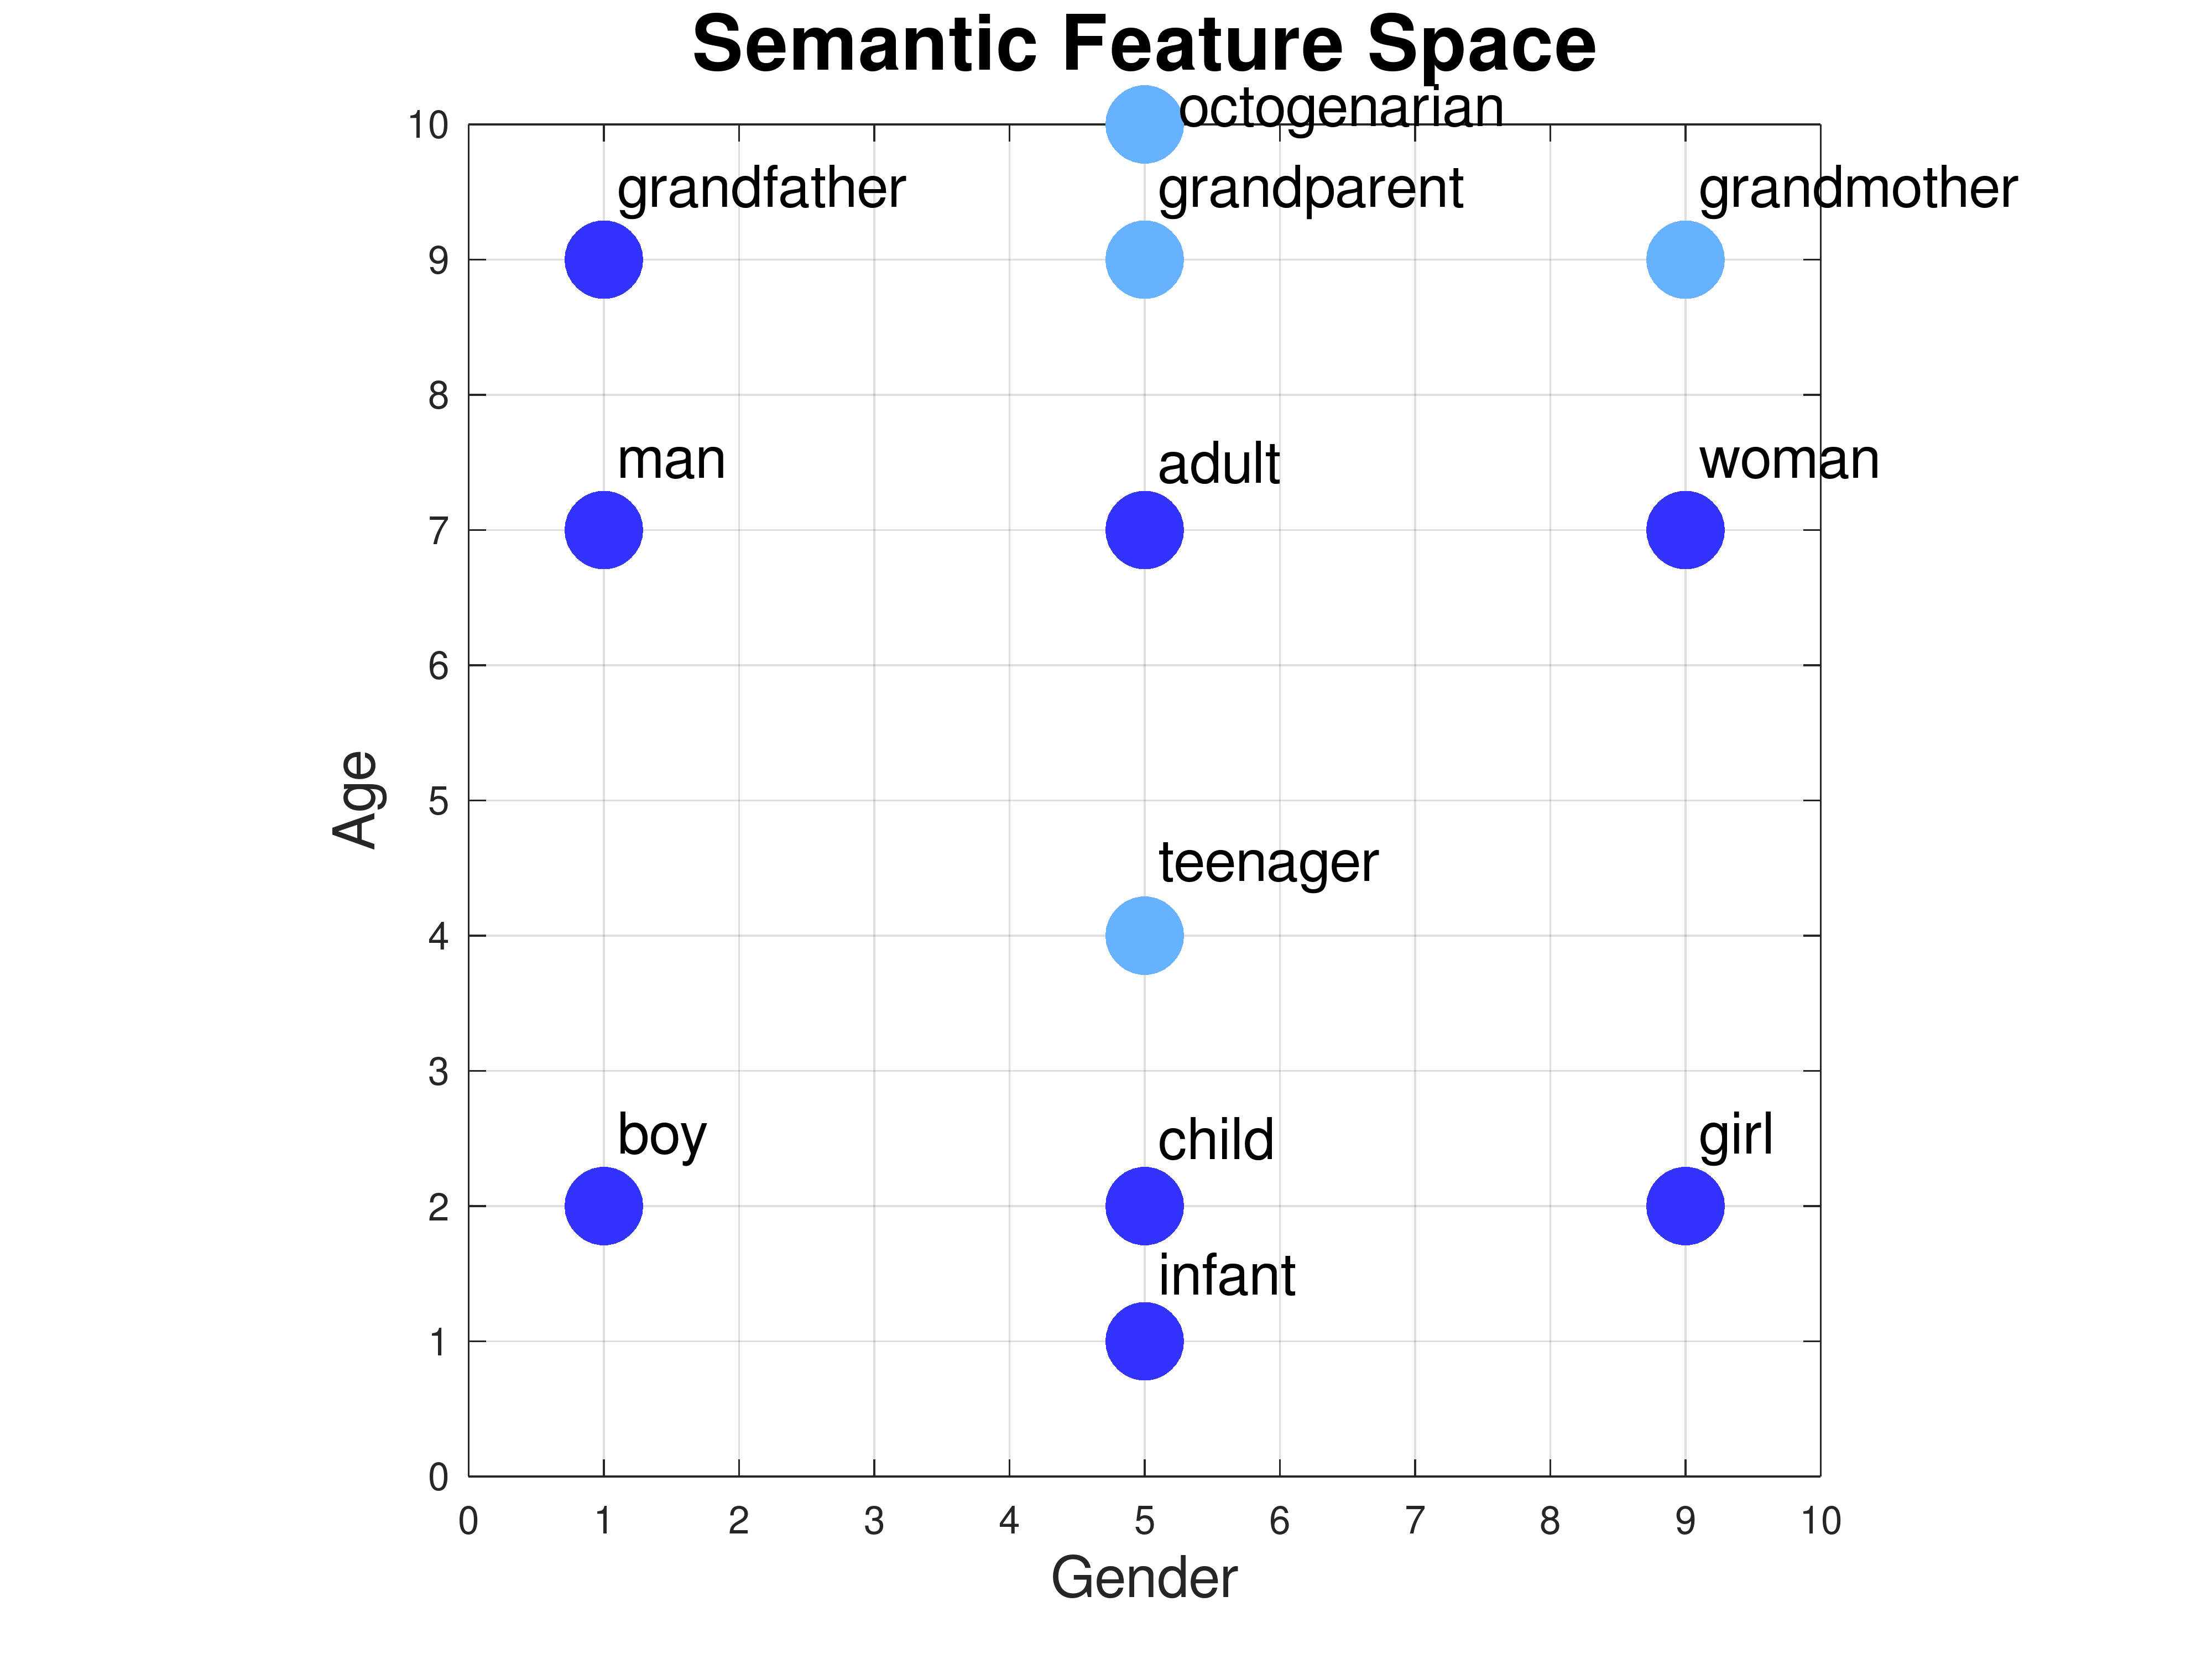 Semantic Feature Space
octogenarian
10
grandfather
grandparent
grandmother
9
8
man
adult
woman
7
6
Age
5
teenager
4
3
boy
child
girl
2
infant
1
0
0 1 2 3 4 5 6 7 8 9 10
Gender